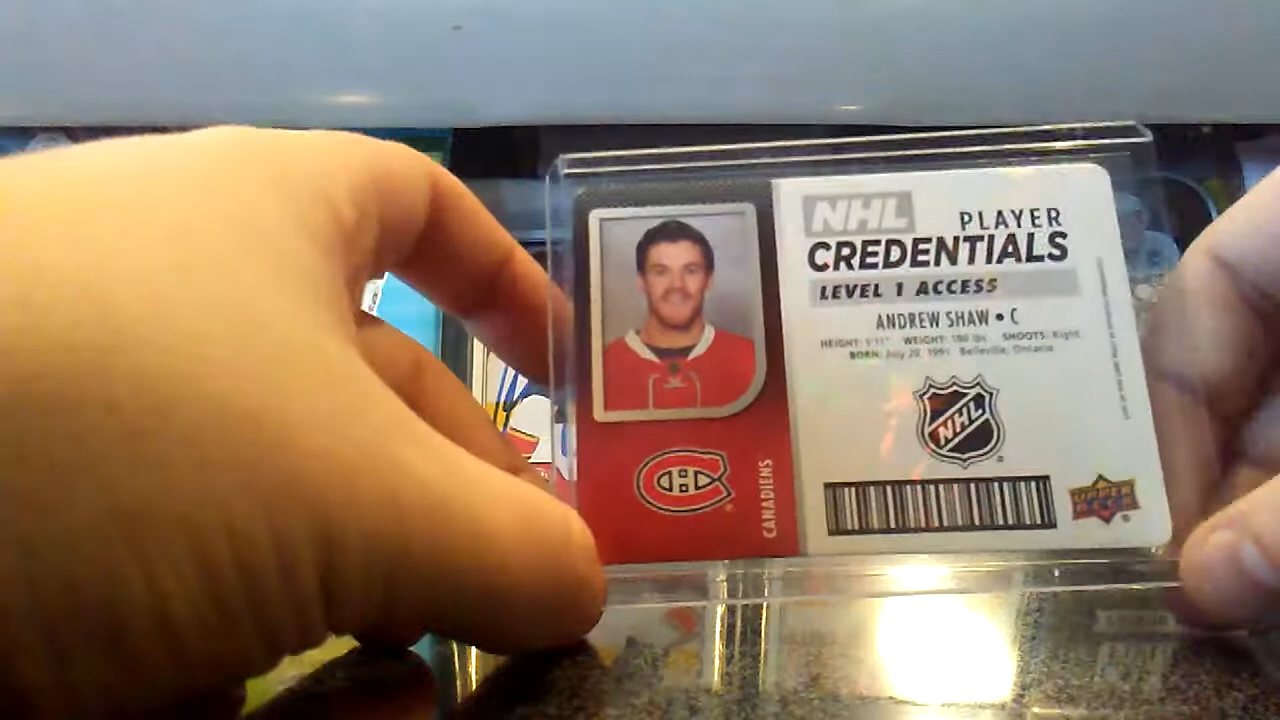 NHL
PLAYER
CREDENTIALS
LEVEL 1 ACCESS
ANDREW SHAW • C
HEIGHT: 5'11" WEIGHT: 180 lbs SHOOTS: Right
BORN: July 20, 1991 Belleville, Ontario
NHL
CANADIENS
UPPER DECK